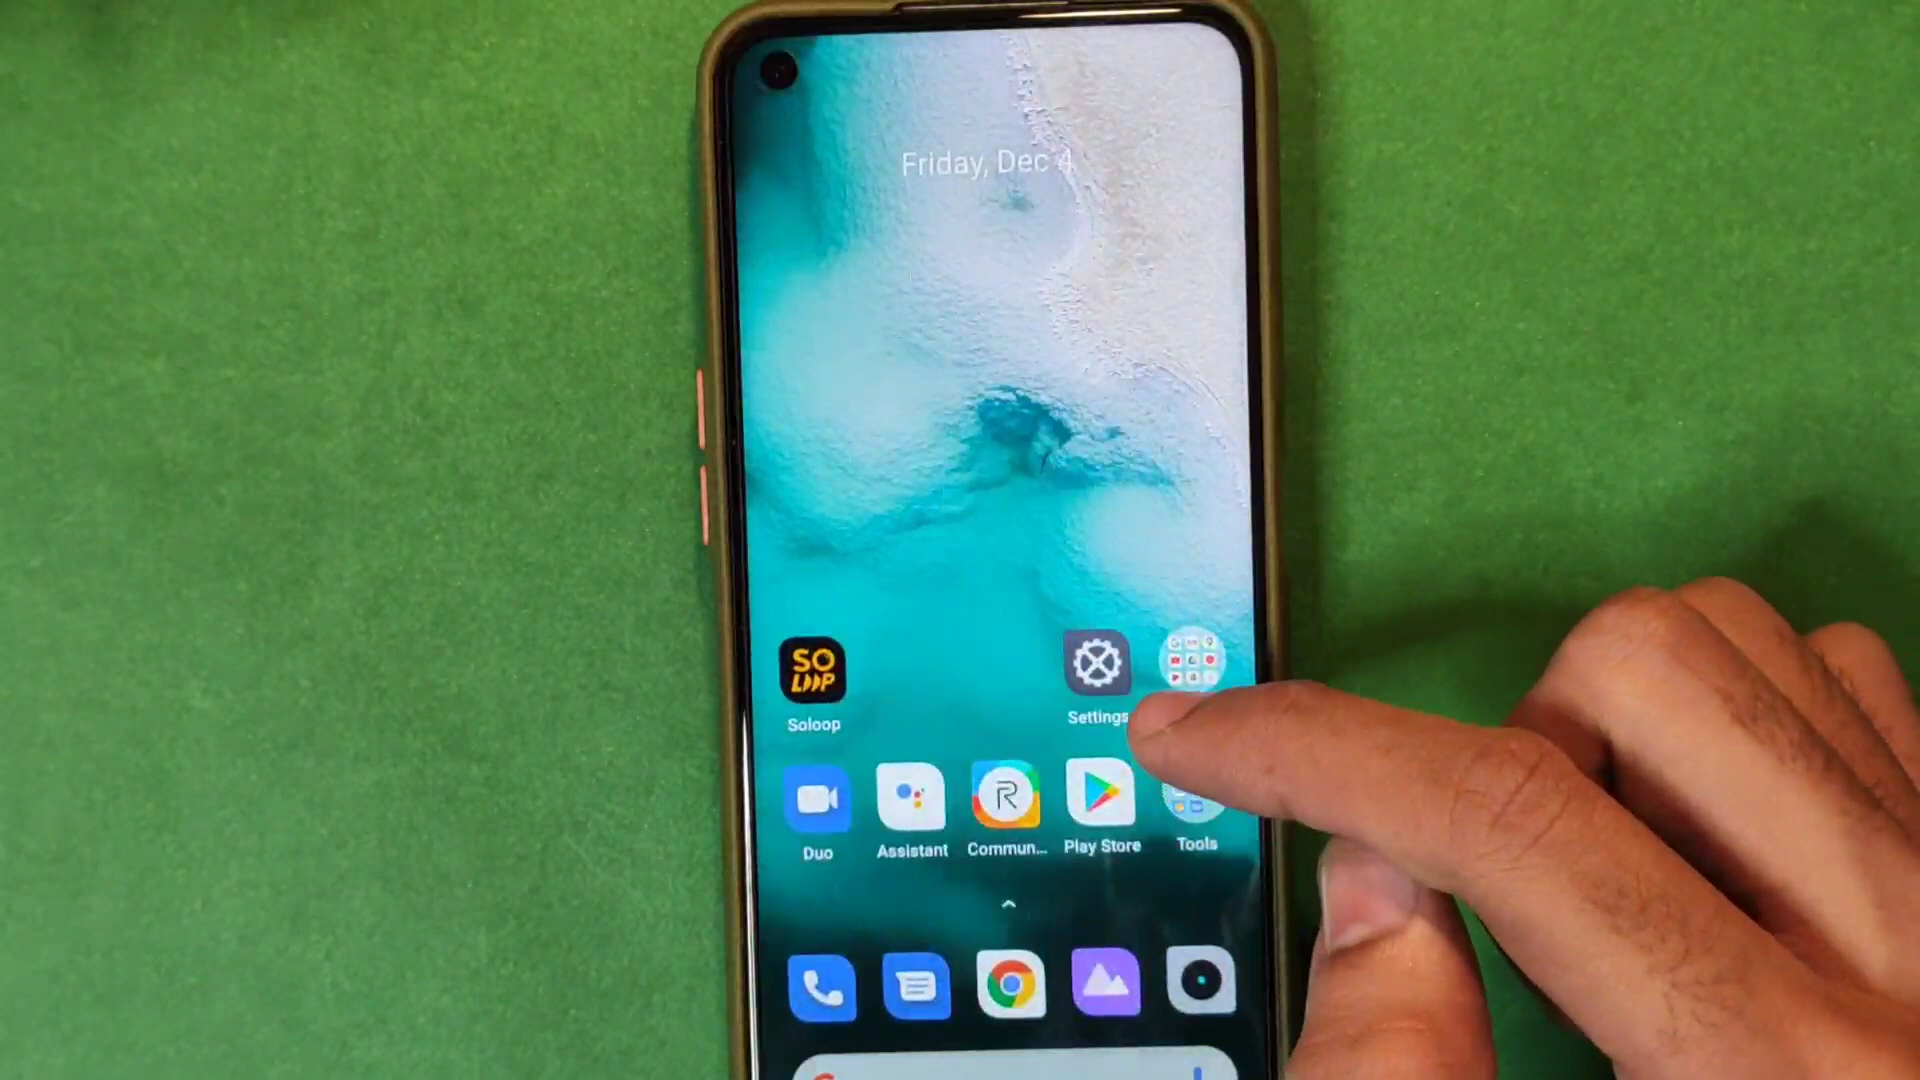 Friday, Dec 4
SO
LOOP
Soloop
Settings
Duo
Assistant
Commun...
Play Store
Tools